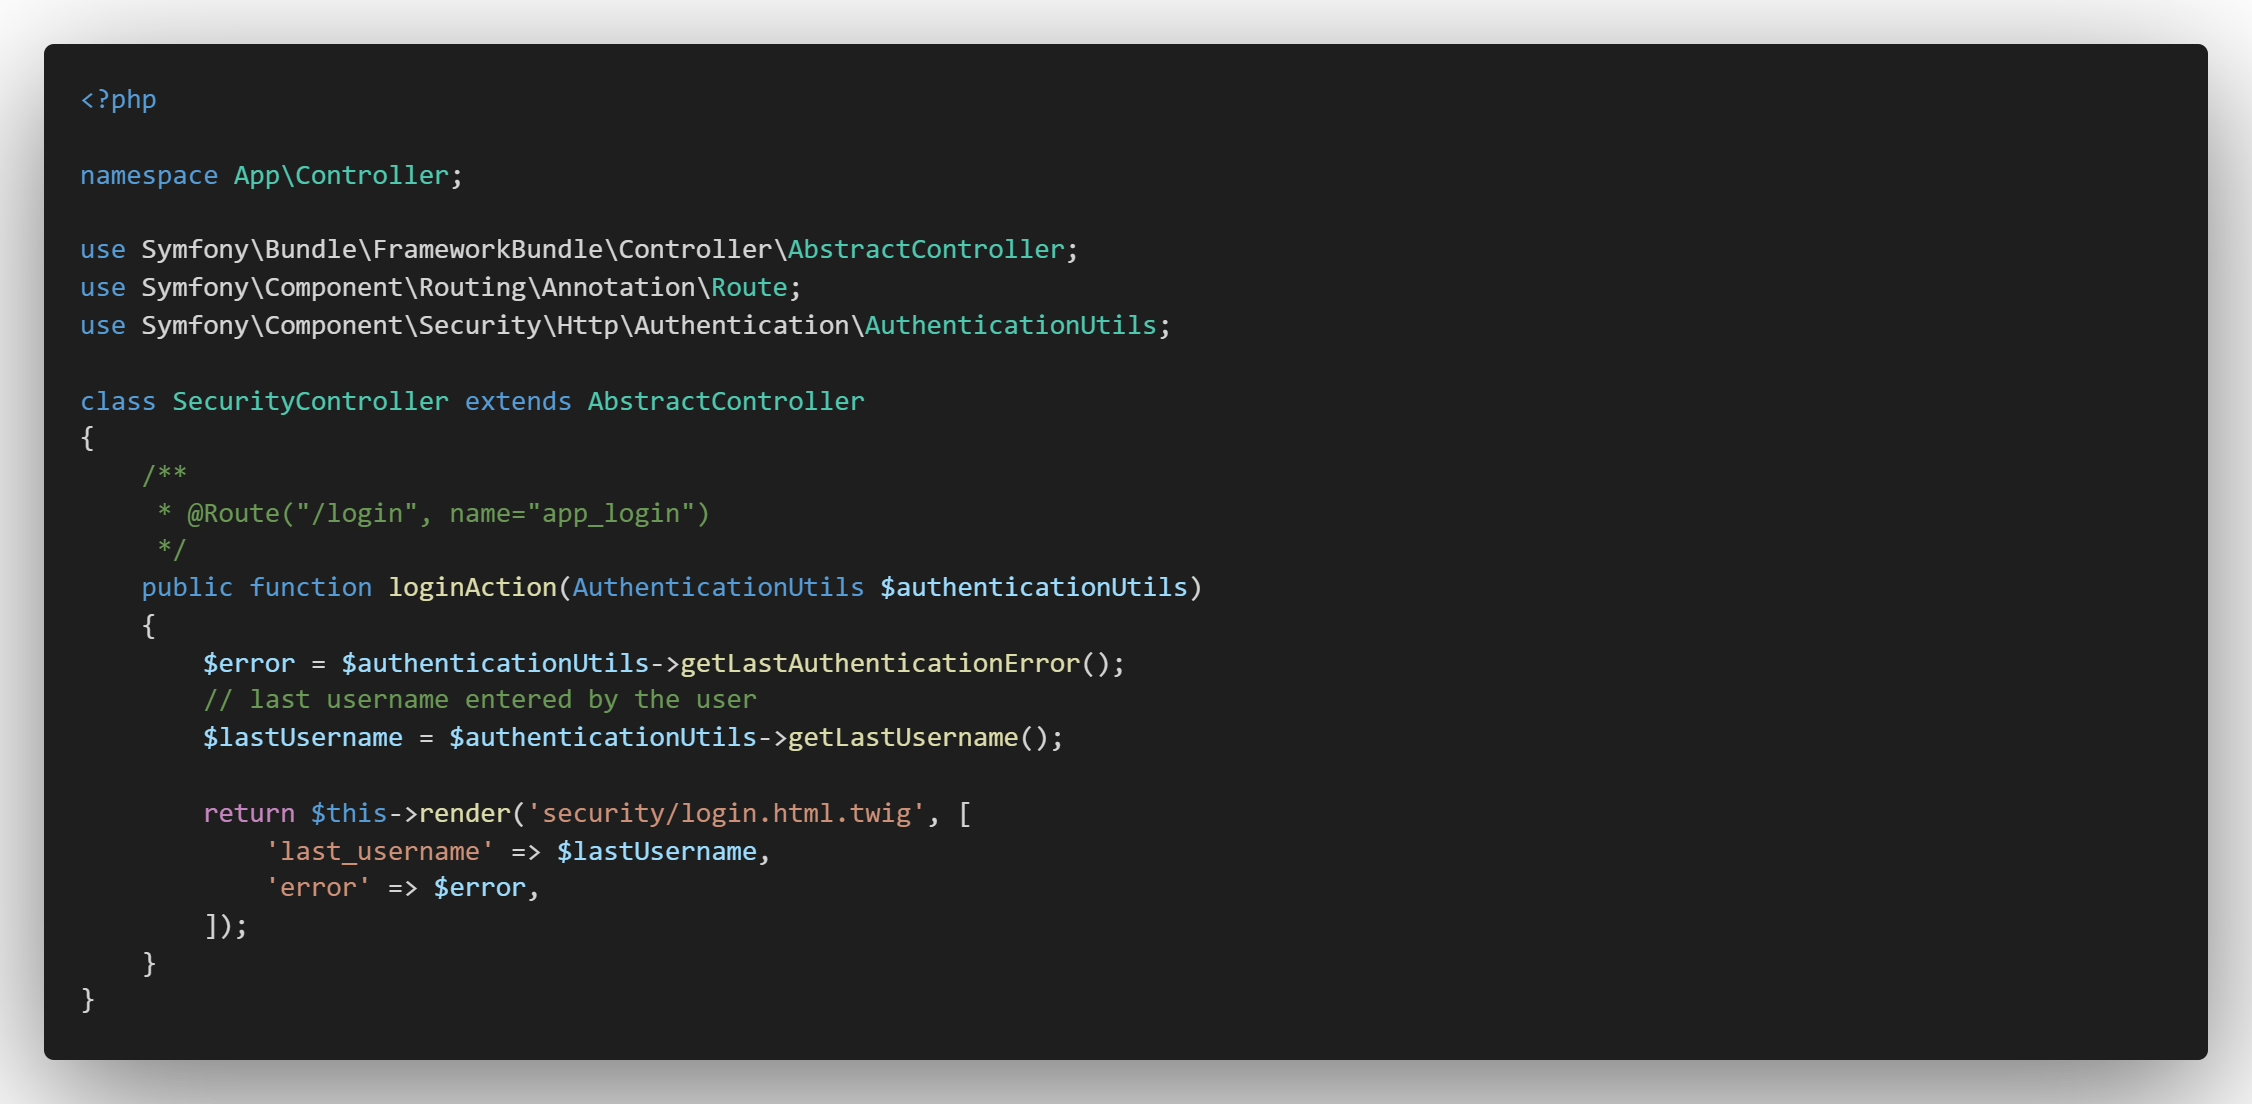 <?php
namespace App\Controller;
use Symfony\Bundle\FrameworkBundle\Controller\AbstractController;
use Symfony\Component\Routing\Annotation\Route;
use Symfony\Component\Security\Http\Authentication\AuthenticationUtils;
class SecurityController extends AbstractController
{
    /**
     * @Route("/login", name="app_login")
     */
    public function loginAction(AuthenticationUtils $authenticationUtils)
    {
        $error = $authenticationUtils->getLastAuthenticationError();
        // last username entered by the user
        $lastUsername = $authenticationUtils->getLastUsername();
        return $this->render('security/login.html.twig', [
            'last_username' => $lastUsername,
            'error' => $error,
        ]);
    }
}